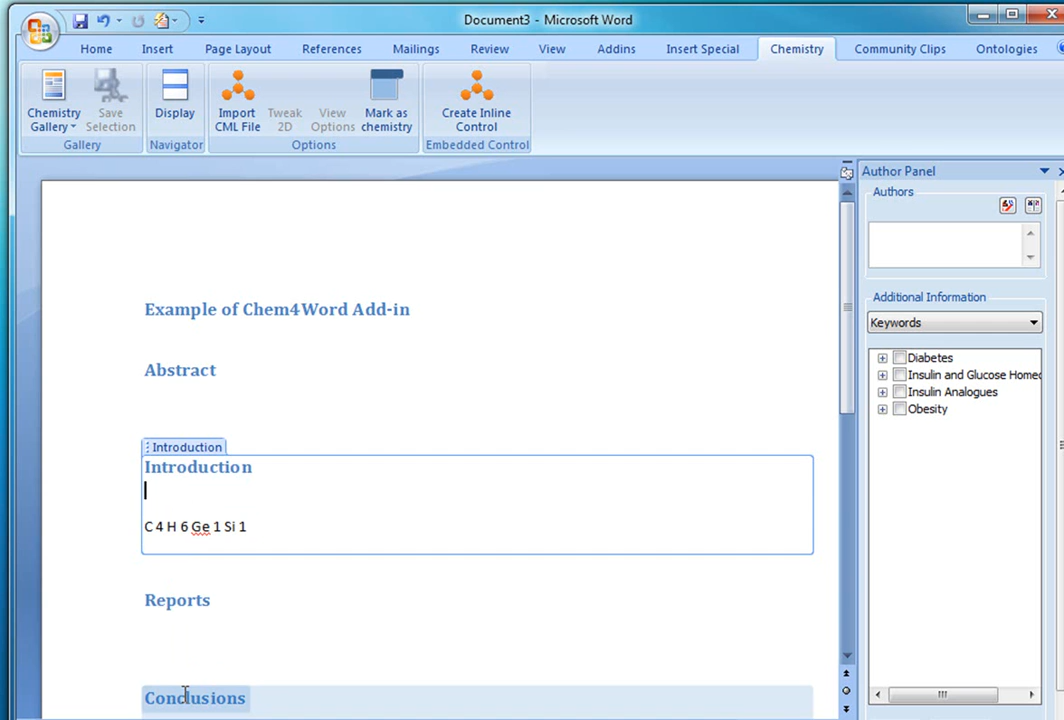 Document3 - Microsoft Word
Home Insert Page Layout References Mailings Review View Addins Insert Special Chemistry Community Clips Ontologies
Chemistry Gallery
Save Selection
Display
Import CML File
Tweak 2D
View Options
Mark as chemistry
Create Inline Control
Gallery Navigator Options Embedded Control
Author Panel
Authors
Additional Information
Keywords
Diabetes
Insulin and Glucose Homeo
Insulin Analogues
Obesity
Example of Chem4Word Add-in
Abstract
Introduction
Introduction
C 4 H 6 Ge 1 Si 1
Reports
Conclusions